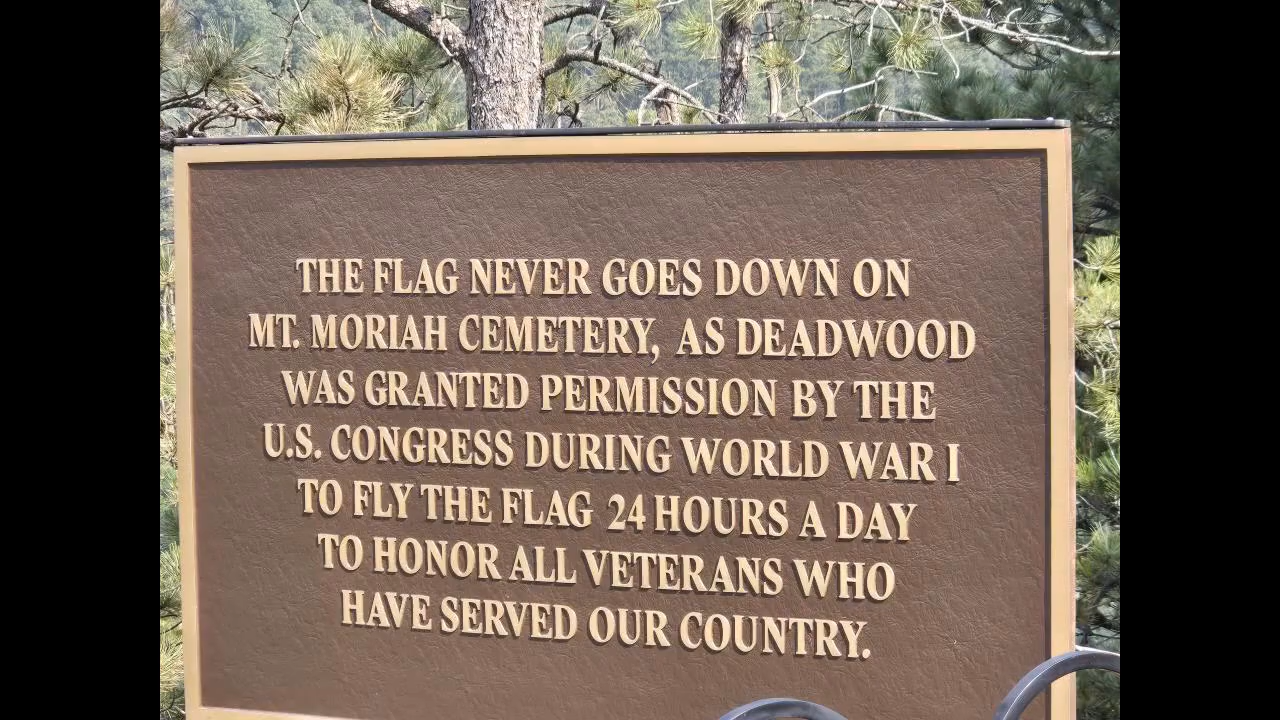 THE FLAG NEVER GOES DOWN ON
MT. MORIAH CEMETERY, AS DEADWOOD
WAS GRANTED PERMISSION BY THE
U.S. CONGRESS DURING WORLD WAR I
TO FLY THE FLAG 24 HOURS A DAY
TO HONOR ALL VETERANS WHO
HAVE SERVED OUR COUNTRY.